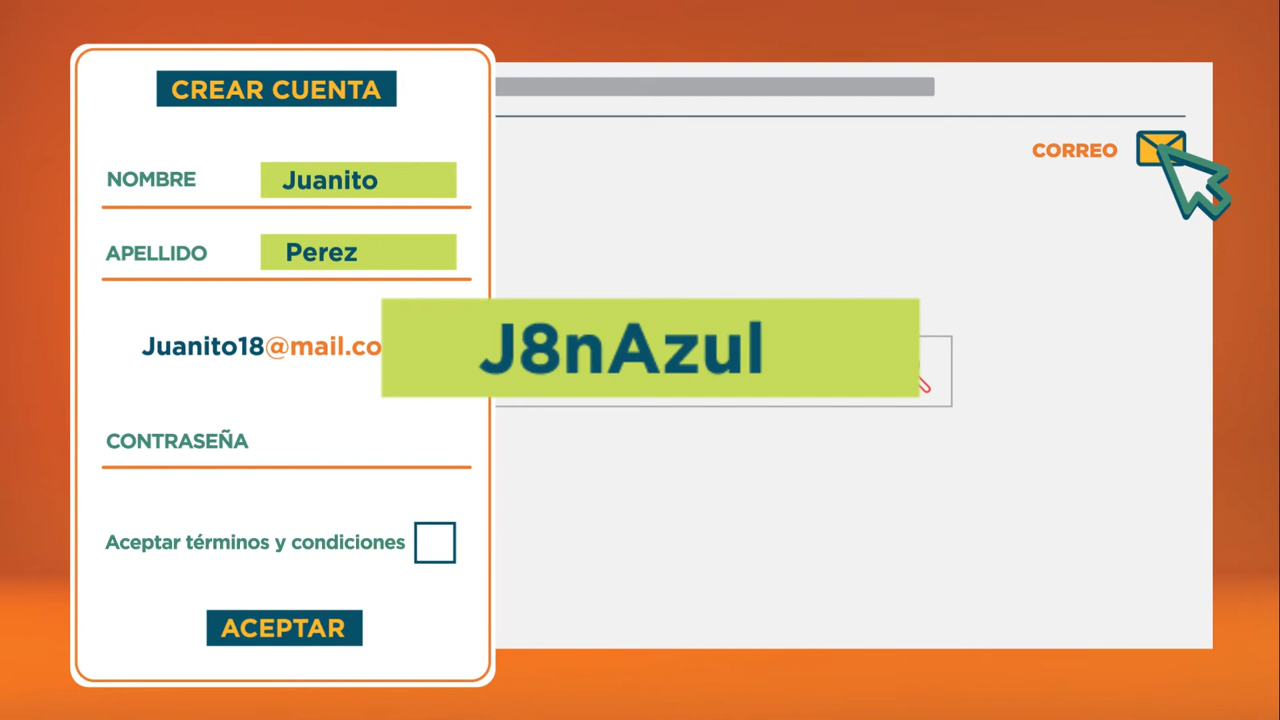 CREAR CUENTA
CORREO
NOMBRE Juanito
APELLIDO Perez
Juanito18@mail.co
J8nAzul
CONTRASEÑA
Aceptar términos y condiciones
ACEPTAR